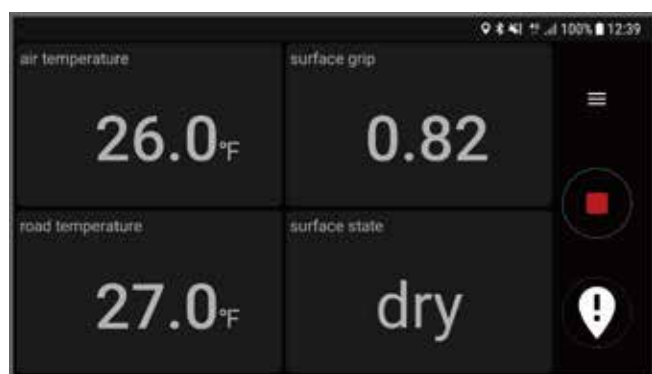 100% 12:39
air temperature
surface grip
26.0°F
0.82
road temperature
surface state
27.0°F
dry